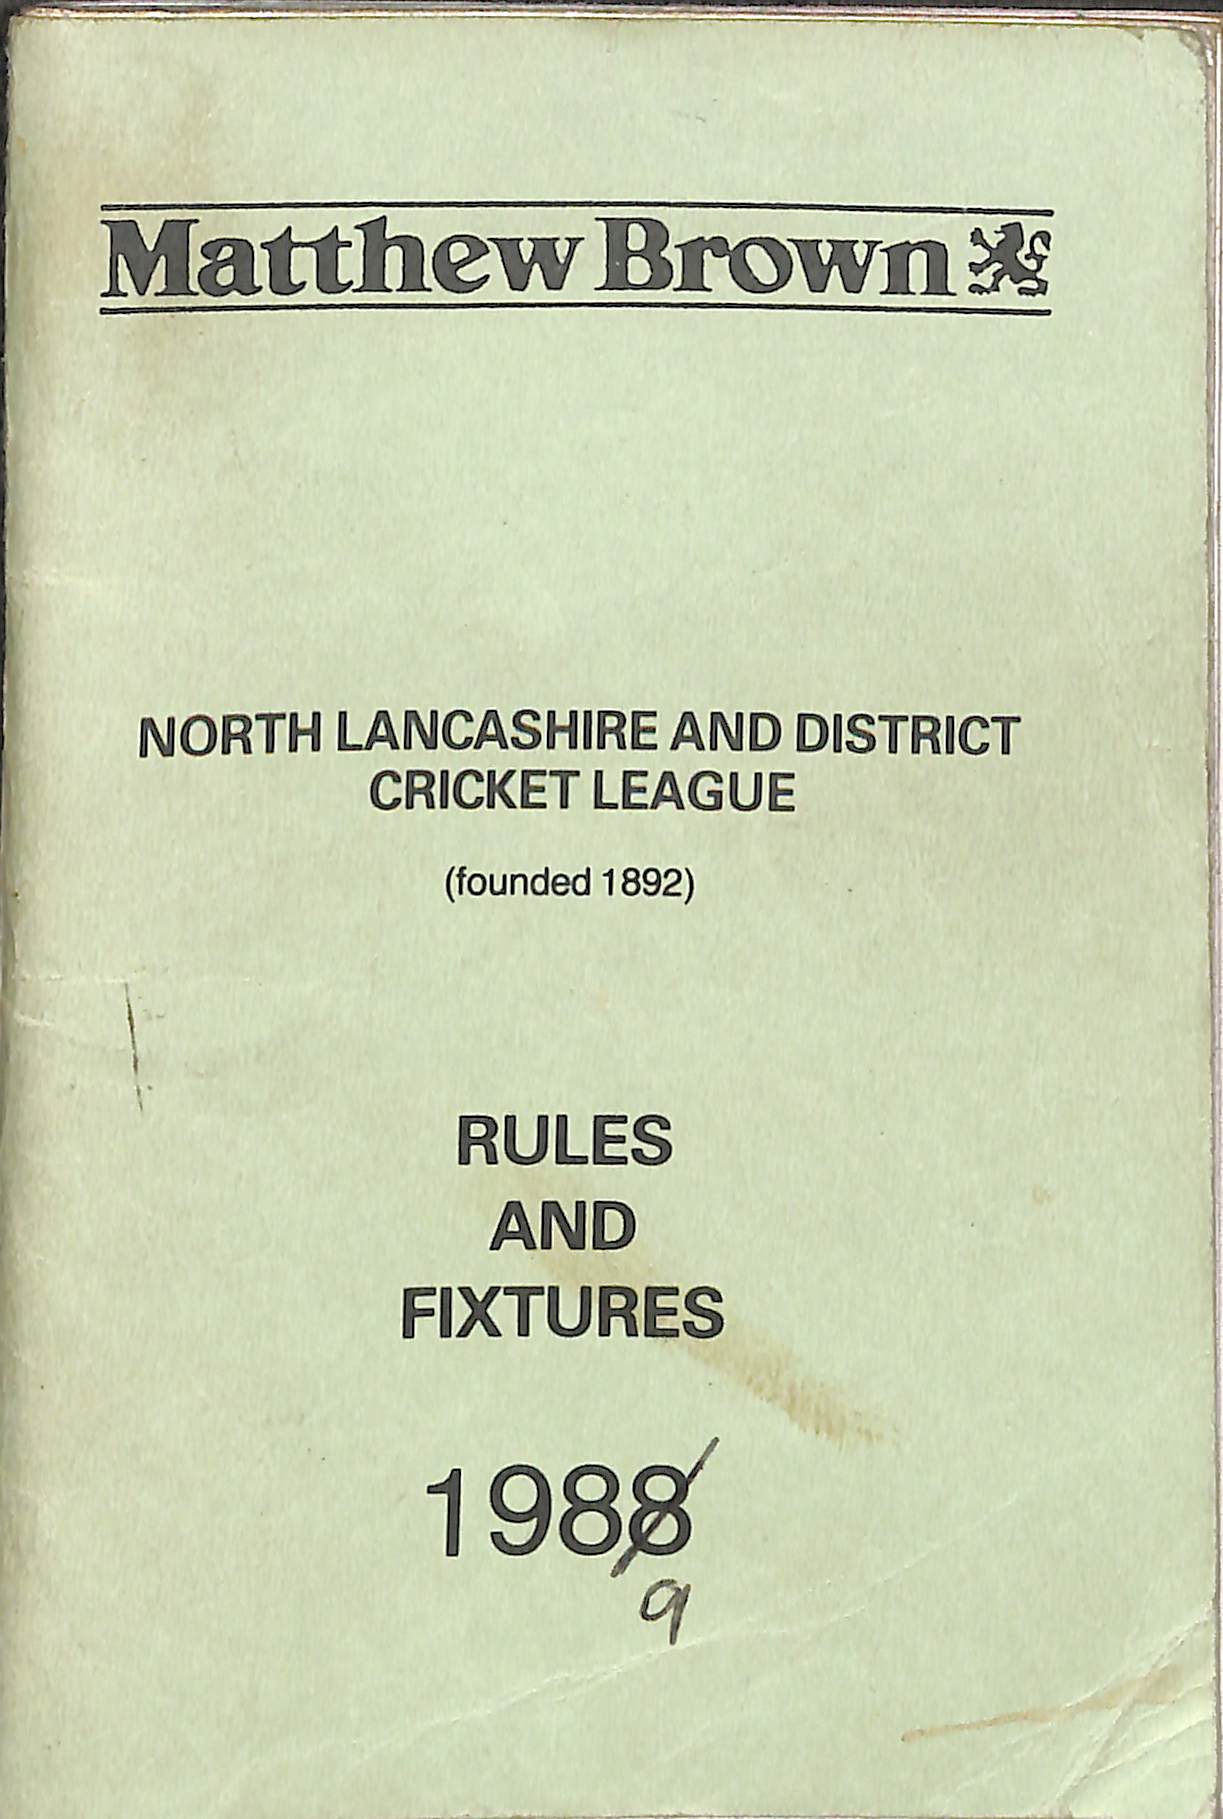 Matthew Brown
NORTH LANCASHIRE AND DISTRICT
CRICKET LEAGUE
(founded 1892)
RULES
AND
FIXTURES
1988
9